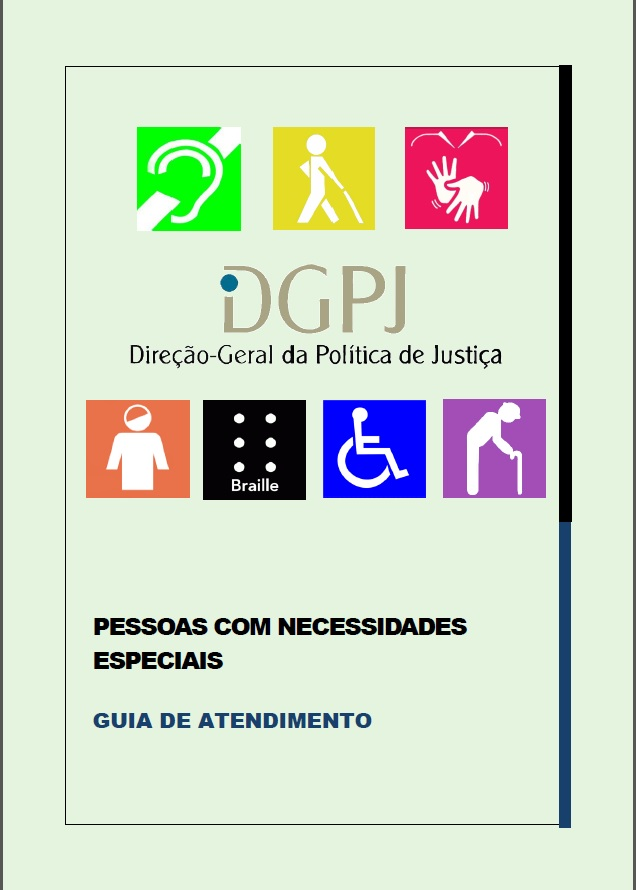 DGPJ
Direção-Geral da Política de Justiça
Braille
PESSOAS COM NECESSIDADES
ESPECIAIS
GUIA DE ATENDIMENTO